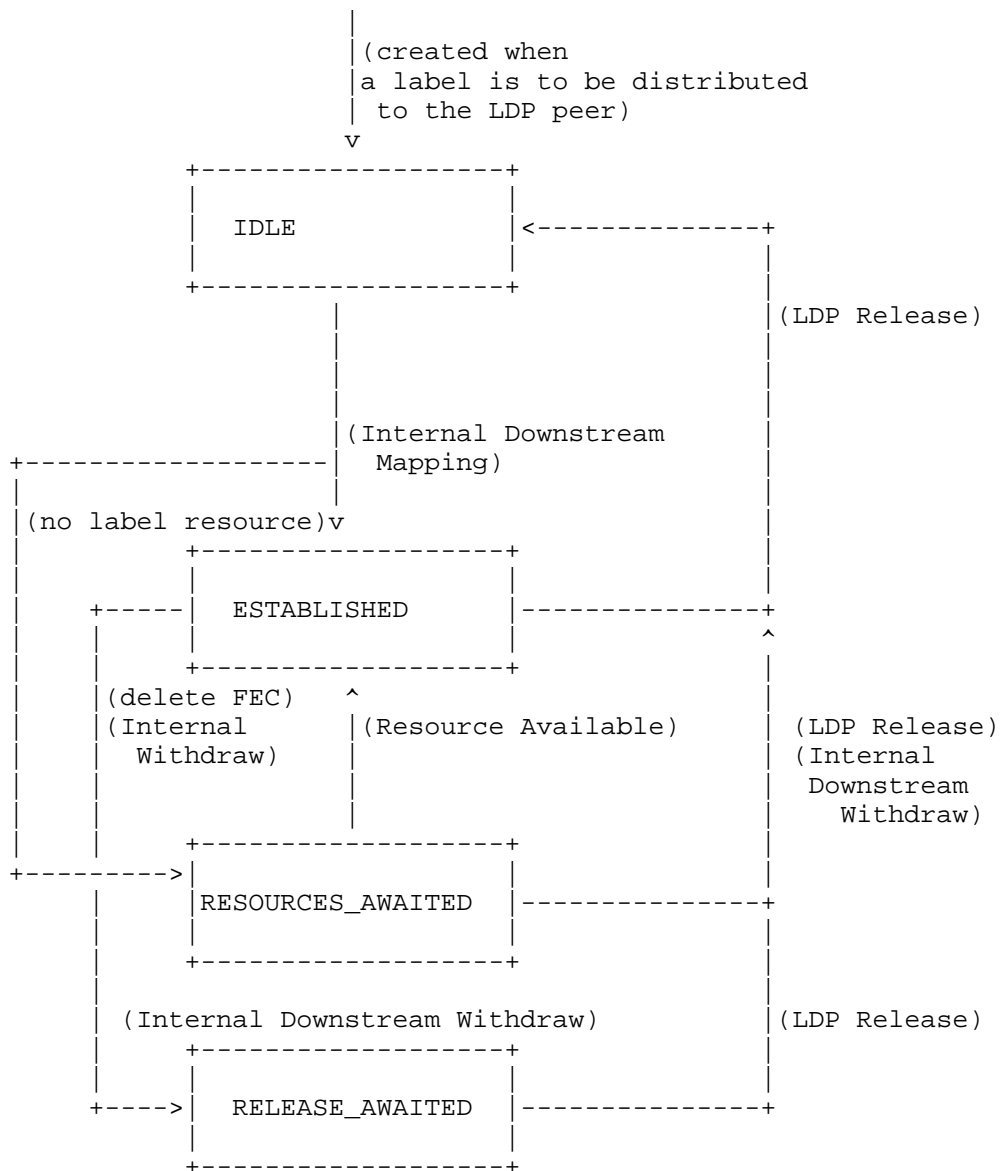 (created when
a label is to be distributed
to the LDP peer)
v
IDLE
(LDP Release)
(Internal Downstream
Mapping)
(no label resource)v
ESTABLISHED
(delete FEC)
(Internal (Resource Available) (LDP Release)
Withdraw) (Internal
Downstream
Withdraw)
RESOURCES_AWAITED
(Internal Downstream Withdraw) (LDP Release)
RELEASE_AWAITED